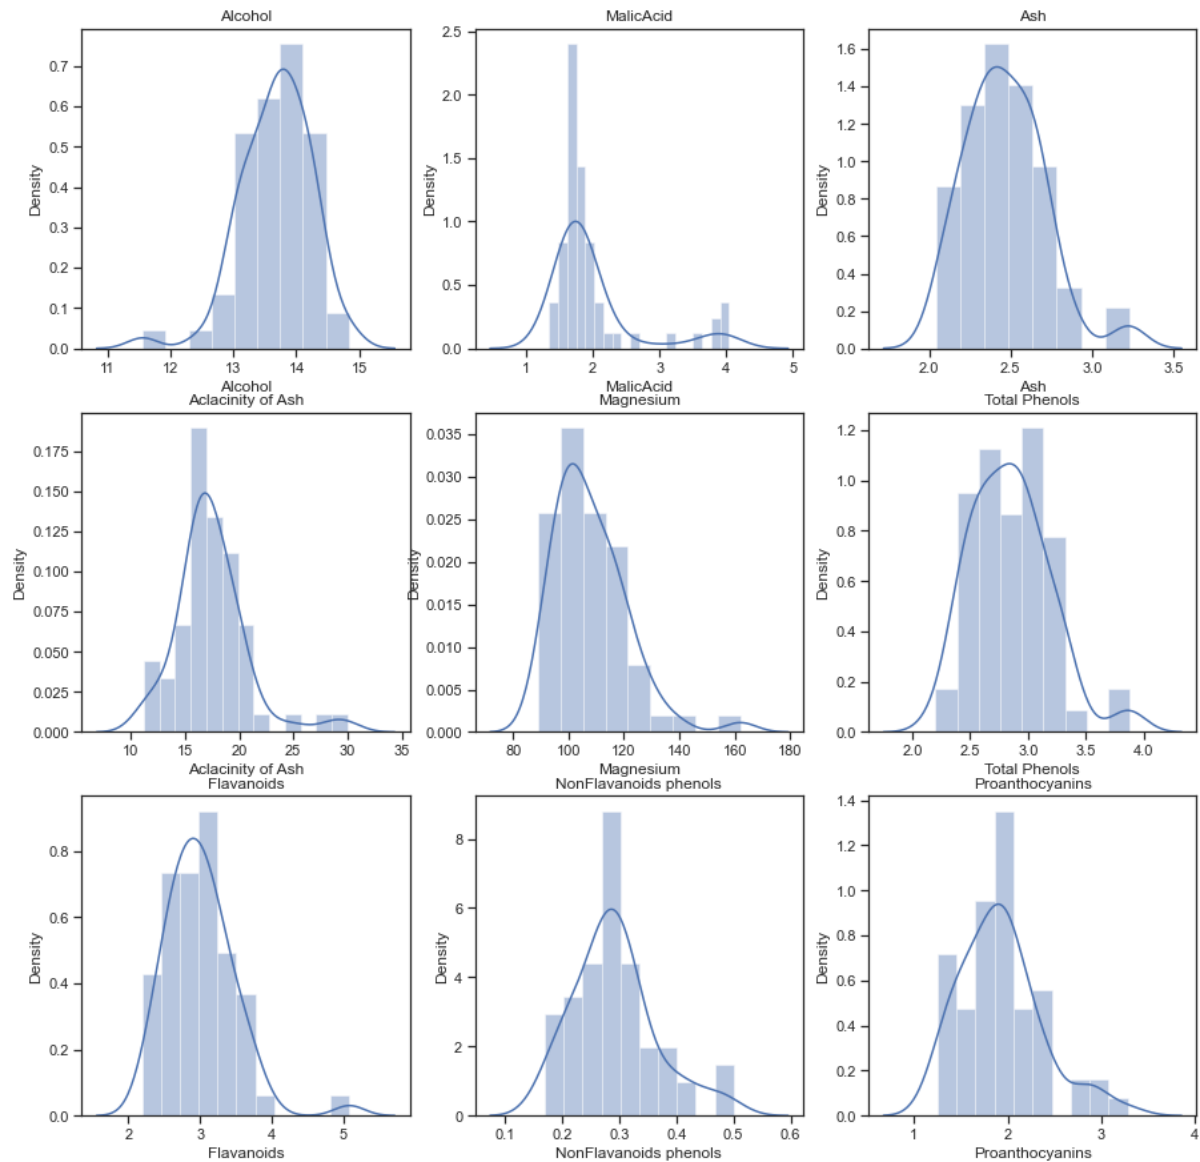 Alcohol
MalicAcid
Ash
Density
0.7
0.6
0.5
0.4
0.3
0.2
0.1
0.0
11 12 13 14 15
Alcohol
Density
2.5
2.0
1.5
1.0
0.5
0.0
1 2 3 4 5
MalicAcid
Density
1.6
1.4
1.2
1.0
0.8
0.6
0.4
0.2
0.0
2.0 2.5 3.0 3.5
Ash
Aclacinity of Ash
Magnesium
Total Phenols
Density
0.175
0.150
0.125
0.100
0.075
0.050
0.025
0.000
10 15 20 25 30 35
Aclacinity of Ash
Density
0.035
0.030
0.025
0.020
0.015
0.010
0.005
0.000
80 100 120 140 160 180
Magnesium
Density
1.2
1.0
0.8
0.6
0.4
0.2
0.0
2.0 2.5 3.0 3.5 4.0
Total Phenols
Flavanoids
NonFlavanoids phenols
Proanthocyanins
Density
0.8
0.6
0.4
0.2
0.0
2 3 4 5
Flavanoids
Density
8
6
4
2
0
0.1 0.2 0.3 0.4 0.5 0.6
NonFlavanoids phenols
Density
1.4
1.2
1.0
0.8
0.6
0.4
0.2
0.0
1 2 3 4
Proanthocyanins